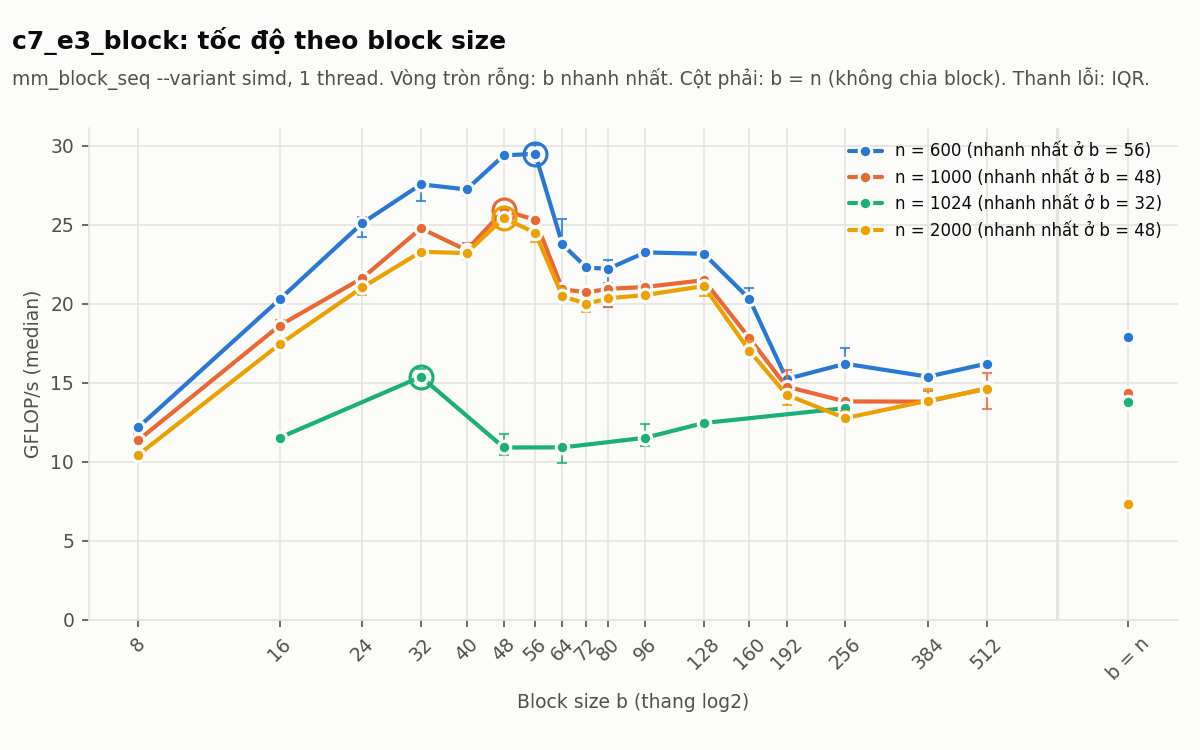 c7_e3_block: tốc độ theo block size
mm_block_seq --variant simd, 1 thread. Vòng tròn rỗng: b nhanh nhất. Cột phải: b = n (không chia block). Thanh lỗi: IQR.
n = 600 (nhanh nhất ở b = 56)
n = 1000 (nhanh nhất ở b = 48)
n = 1024 (nhanh nhất ở b = 32)
n = 2000 (nhanh nhất ở b = 48)
GFLOP/s (median)
30
25
20
15
10
5
0
8
16
24
32
40
48
56
64
72
80
96
128
160
192
256
384
512
b = n
Block size b (thang log2)